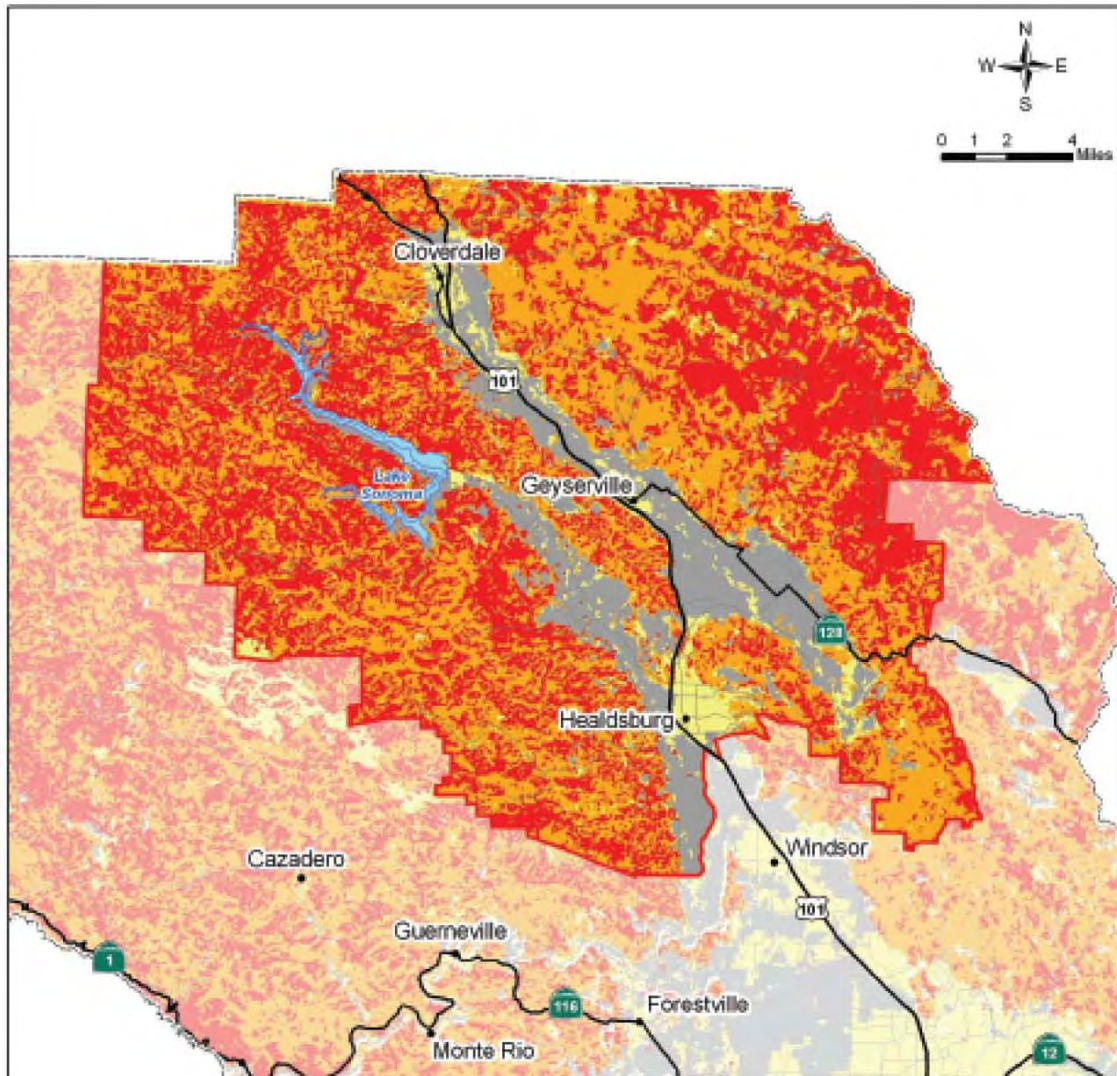 N
W E
S
0 1 2 4
Miles
Cloverdale
101
Lake
Sonoma
Geyserville
128
Healdsburg
Windsor
Cazadero
101
Guerneville
1
116
Forestville
Monte Rio
12